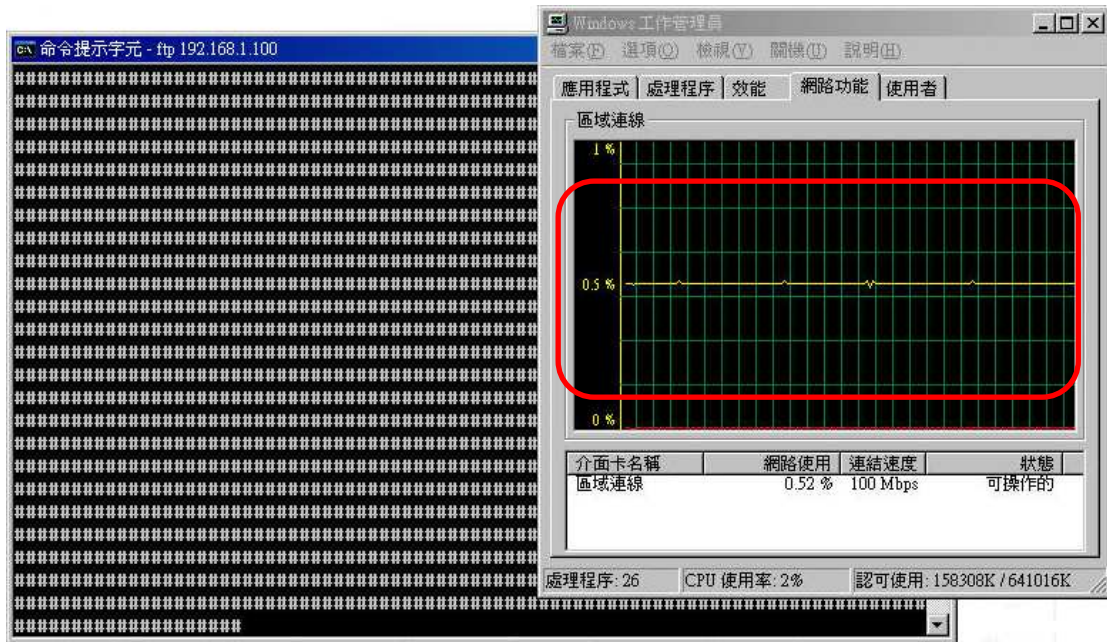 命令提示字元 - ftp 192.168.1.100
Windows 工作管理員
檔案(F) 選項(O) 檢視(V) 關機(U) 說明(H)
應用程式 處理程序 效能 網路功能 使用者
區域連線
1 %
0.5 %
0 %
介面卡名稱 網路使用 連結速度 狀態
區域連線 0.52 % 100 Mbps 可操作的
處理程序: 26 CPU 使用率: 2% 認可使用: 158308K / 641016K